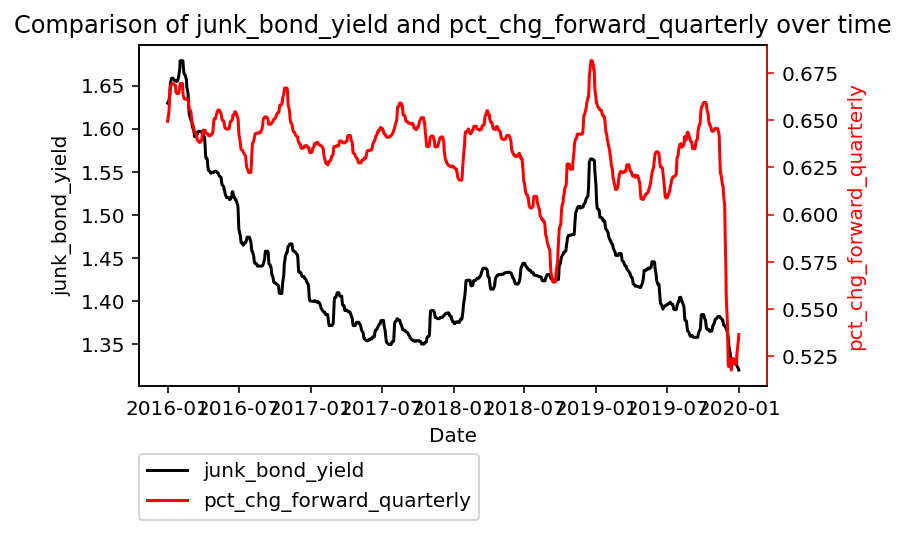 Comparison of junk_bond_yield and pct_chg_forward_quarterly over time
junk_bond_yield
1.65
1.60
1.55
1.50
1.45
1.40
1.35
0.675
0.650
0.625
0.600
0.575
0.550
0.525
pct_chg_forward_quarterly
2016-01 2016-07 2017-01 2017-07 2018-01 2018-07 2019-01 2019-07 2020-01
Date
junk_bond_yield
pct_chg_forward_quarterly